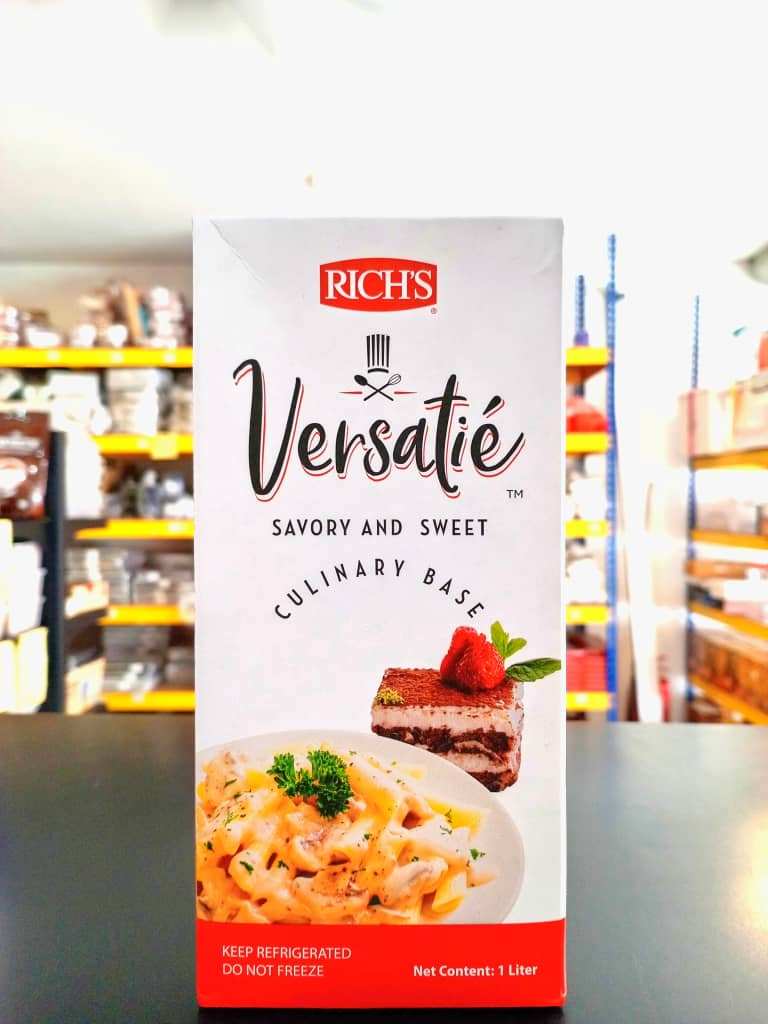 RICH'S
®
Versatié
TM
SAVORY AND SWEET
CULINARY BASE
KEEP REFRIGERATED
DO NOT FREEZE
Net Content: 1 Liter